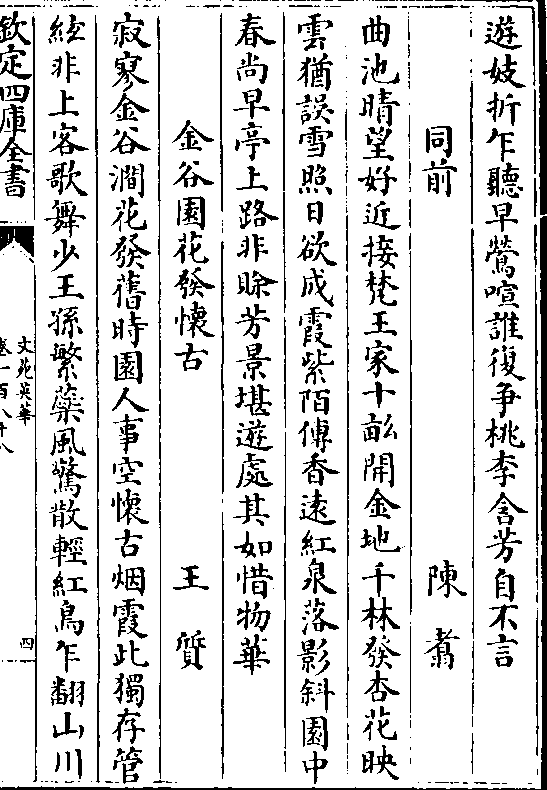 遊妓折乍聽早鶯喧誰復争桃李含芳自不言
同前 陳翥
曲池晴望好近接梵王家十畝開金地千林發杏花映
雲猶誤雪照日欲成霞紫陌傳香逺紅泉落影斜園中
春尚早亭上路非賖芳景堪遊處其如惜物華
金谷園花發懷古 王質
寂寥金谷澗花發舊時園人事空懷古烟霞此獨存管
絃非上客歌舞少王孫繁蘂風驚散輕紅鳥乍翻山川
欽定四庫全書
文苑英華
卷一百八十八
四